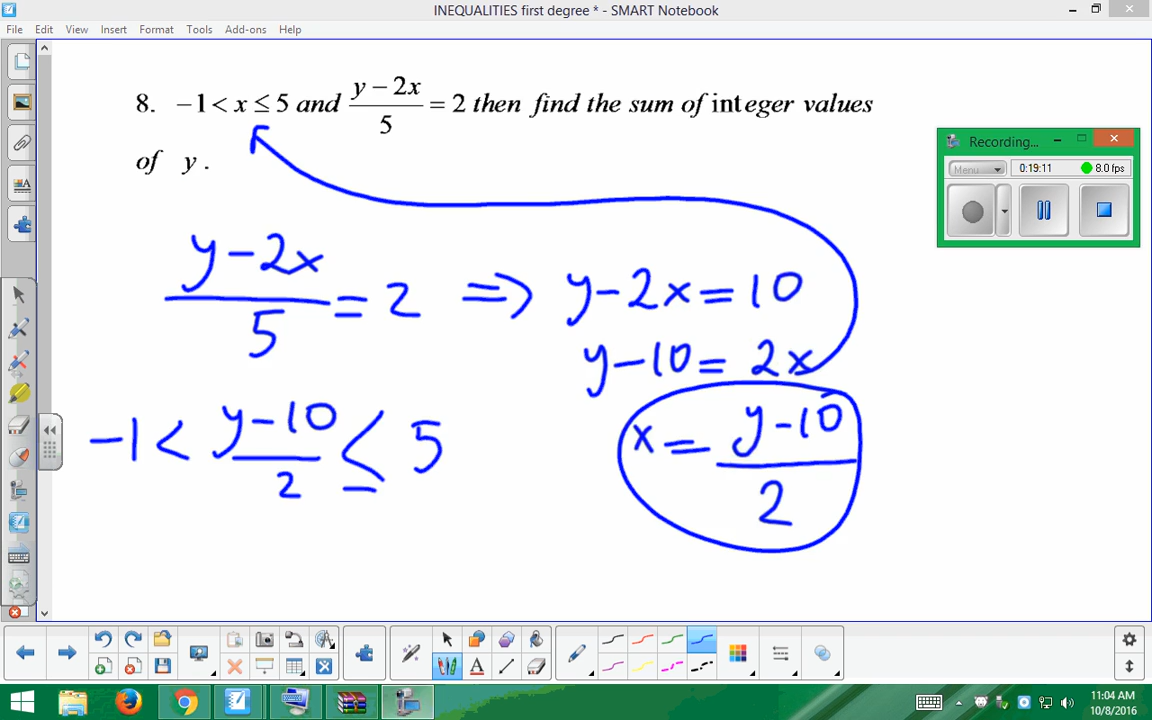 INEQUALITIES first degree * - SMART Notebook
File Edit View Insert Format Tools Add-ons Help
8. −1 < x ≤ 5 and (y − 2x)/5 = 2 then find the sum of integer values
of y .
Recording...
Menu 0:19:11 8.0 fps
(y−2x)/5 = 2 ⇒ y−2x=10
y−10= 2x
−1 < (y−10)/2 ≤ 5
x = (y−10)/2
11:04 AM
10/8/2016